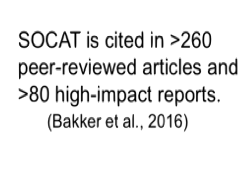 SOCAT is cited in >260
peer-reviewed articles and
>80 high-impact reports.
(Bakker et al., 2016)